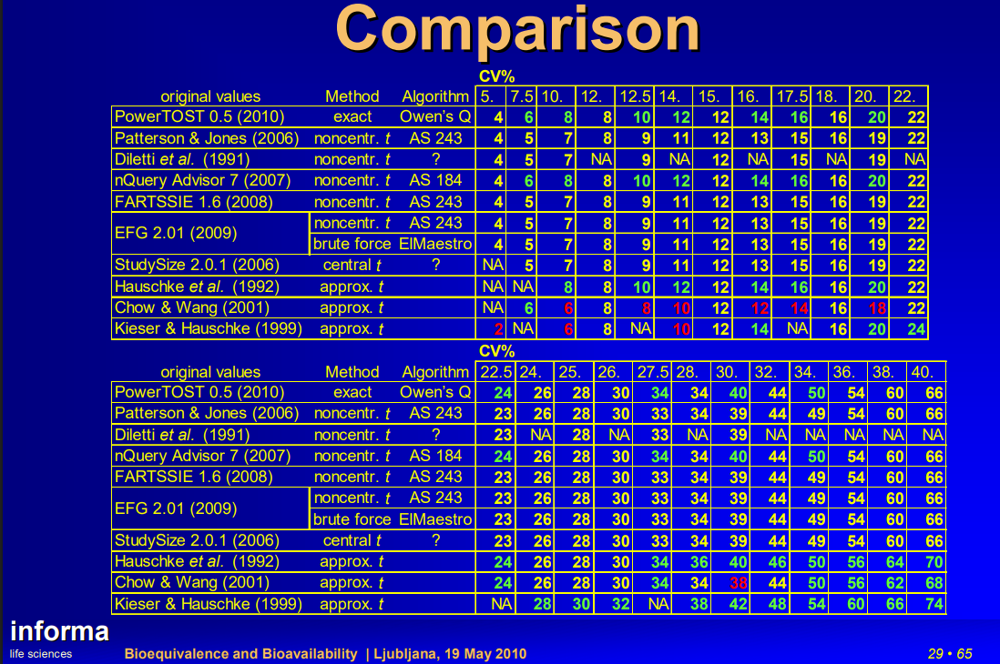 Comparison
CV%
original values Method Algorithm 5. 7.5 10. 12. 12.5 14. 15. 16. 17.5 18. 20. 22.
PowerTOST 0.5 (2010) exact Owen's Q 4 6 8 8 10 12 12 14 16 16 20 22
Patterson & Jones (2006) noncentr. t AS 243 4 5 7 8 9 11 12 13 15 16 19 22
Diletti et al. (1991) noncentr. t ? 4 5 7 NA 9 NA 12 NA 15 NA 19 NA
nQuery Advisor 7 (2007) noncentr. t AS 184 4 6 8 8 10 12 12 14 16 16 20 22
FARTSSIE 1.6 (2008) noncentr. t AS 243 4 5 7 8 9 11 12 13 15 16 19 22
EFG 2.01 (2009) noncentr. t AS 243 4 5 7 8 9 11 12 13 15 16 19 22
brute force ElMaestro 4 5 7 8 9 11 12 13 15 16 19 22
StudySize 2.0.1 (2006) central t ? NA 5 7 8 9 11 12 13 15 16 19 22
Hauschke et al. (1992) approx. t NA NA 8 8 10 12 12 14 16 16 20 22
Chow & Wang (2001) approx. t NA 6 6 8 8 10 12 12 14 16 18 22
Kieser & Hauschke (1999) approx. t 2 NA 6 8 NA 10 12 14 NA 16 20 24
CV%
original values Method Algorithm 22.5 24. 25. 26. 27.5 28. 30. 32. 34. 36. 38. 40.
PowerTOST 0.5 (2010) exact Owen's Q 24 26 28 30 34 34 40 44 50 54 60 66
Patterson & Jones (2006) noncentr. t AS 243 23 26 28 30 33 34 39 44 49 54 60 66
Diletti et al. (1991) noncentr. t ? 23 NA 28 NA 33 NA 39 NA NA NA NA NA
nQuery Advisor 7 (2007) noncentr. t AS 184 24 26 28 30 34 34 40 44 50 54 60 66
FARTSSIE 1.6 (2008) noncentr. t AS 243 23 26 28 30 33 34 39 44 49 54 60 66
EFG 2.01 (2009) noncentr. t AS 243 23 26 28 30 33 34 39 44 49 54 60 66
brute force ElMaestro 23 26 28 30 33 34 39 44 49 54 60 66
StudySize 2.0.1 (2006) central t ? 23 26 28 30 33 34 39 44 49 54 60 66
Hauschke et al. (1992) approx. t 24 26 28 30 34 36 40 46 50 56 64 70
Chow & Wang (2001) approx. t 24 26 28 30 34 34 38 44 50 56 62 68
Kieser & Hauschke (1999) approx. t NA 28 30 32 NA 38 42 48 54 60 66 74
informa
life sciences
Bioequivalence and Bioavailability | Ljubljana, 19 May 2010
29 • 65